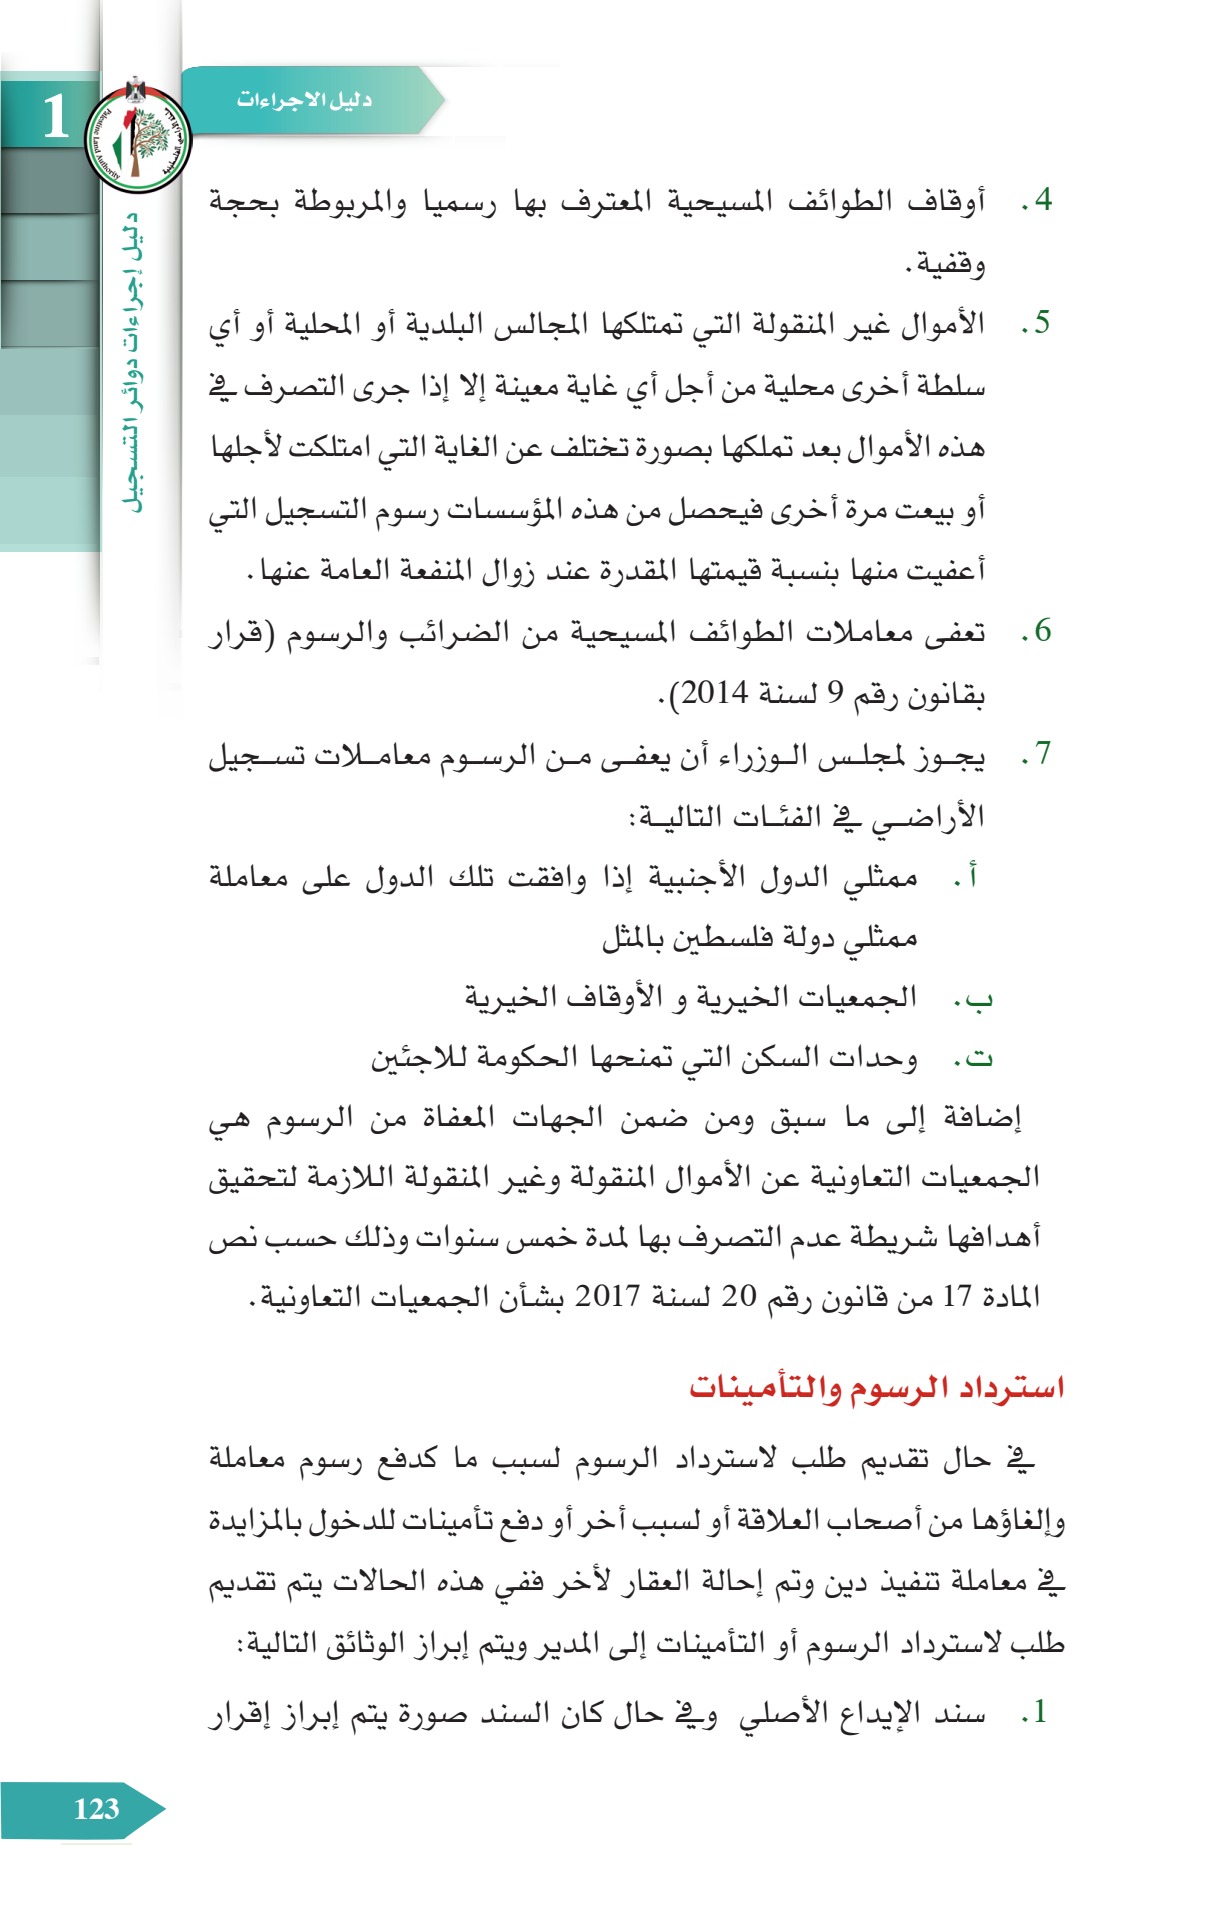 دليل الاجراءات
1
Palestine Land Authority
دليل إجراءات دوائر التسجيل
4. أوقاف الطوائف المسيحية المعترف بها رسميا والمربوطة بحجة
وقفية.
5. الأموال غير المنقولة التي تمتلكها المجالس البلدية أو المحلية أو أي
سلطة أخرى محلية من أجل أي غاية معينة إلا إذا جرى التصرف في
هذه الأموال بعد تملكها بصورة تختلف عن الغاية التي امتلكت لأجلها
أو بيعت مرة أخرى فيحصل من هذه المؤسسات رسوم التسجيل التي
أعفيت منها بنسبة قيمتها المقدرة عند زوال المنفعة العامة عنها.
6. تعفى معاملات الطوائف المسيحية من الضرائب والرسوم (قرار
بقانون رقم 9 لسنة 2014).
7. يجوز لمجلس الوزراء أن يعفى من الرسوم معاملات تسجيل
الأراضي في الفئات التالية:
أ. ممثلي الدول الأجنبية إذا وافقت تلك الدول على معاملة
ممثلي دولة فلسطين بالمثل
ب. الجمعيات الخيرية و الأوقاف الخيرية
ت. وحدات السكن التي تمنحها الحكومة للاجئين
إضافة إلى ما سبق ومن ضمن الجهات المعفاة من الرسوم هي
الجمعيات التعاونية عن الأموال المنقولة وغير المنقولة اللازمة لتحقيق
أهدافها شريطة عدم التصرف بها لمدة خمس سنوات وذلك حسب نص
المادة 17 من قانون رقم 20 لسنة 2017 بشأن الجمعيات التعاونية.
استرداد الرسوم والتأمينات
في حال تقديم طلب لاسترداد الرسوم لسبب ما كدفع رسوم معاملة
وإلغاؤها من أصحاب العلاقة أو لسبب أخر أو دفع تأمينات للدخول بالمزايدة
في معاملة تنفيذ دين وتم إحالة العقار لأخر ففي هذه الحالات يتم تقديم
طلب لاسترداد الرسوم أو التأمينات إلى المدير ويتم إبراز الوثائق التالية:
1. سند الإيداع الأصلي وفي حال كان السند صورة يتم إبراز إقرار
123